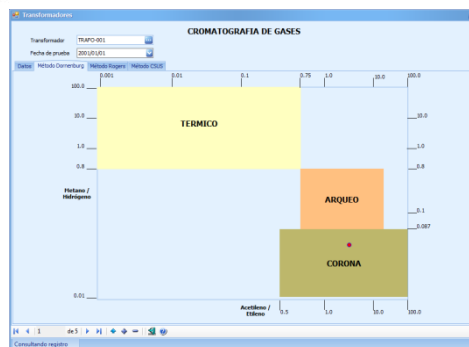 Transformadores
CROMATOGRAFIA DE GASES
Transformador TRAFO-001
Fecha de prueba 2001/01/01
Datos Método Dornenburg Método Rogers Método CSUS
0.001 0.01 0.1 0.75 1.0 10.0 100.0
100.0
TERMICO
10.0 10.0
1.0 1.0
0.8 0.8
Metano /
Hidrógeno
ARQUEO
0.1
0.087
CORONA
0.01
Acetileno /
Etileno
0.5 1.0 10.0 100.0
1 de 5
Consultando registro